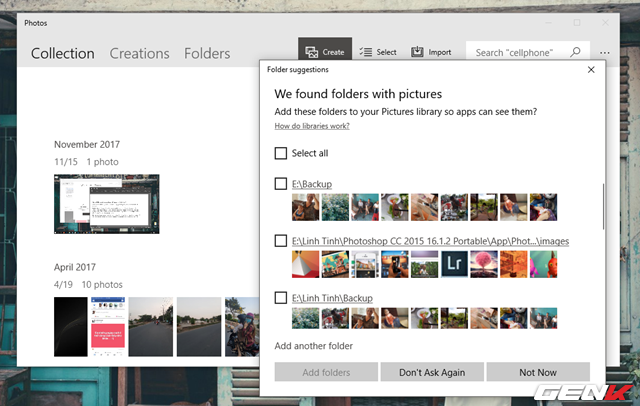 Photos
Collection Creations Folders
Create
Select
Import
Search "cellphone"
Folder suggestions
We found folders with pictures
Add these folders to your Pictures library so apps can see them?
How do libraries work?
Select all
E:\Backup
E:\Linh Tinh\Photoshop CC 2015 16.1.2 Portable\App\Phot...\images
Lr
E:\Linh Tinh\Backup
Add another folder
Add folders
Don't Ask Again
Not Now
November 2017
11/15 1 photo
April 2017
4/19 10 photos
GENK